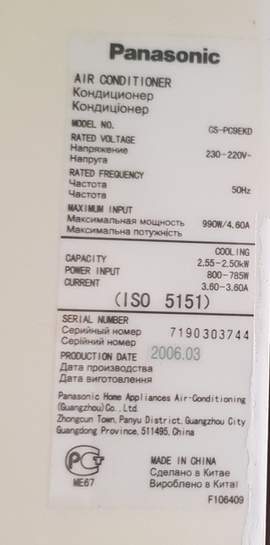 Panasonic
AIR CONDITIONER
Кондиционер
Кондиціонер
MODEL NO. CS-PC9EKD
RATED VOLTAGE
Напряжение 230-220V~
Напруга
RATED FREQUENCY
Частота 50Hz
Частота
MAXIMUM INPUT
Максимальная мощность 990W/4.60A
Максимальна потужність
COOLING
CAPACITY 2.55-2.50kW
POWER INPUT 800-785W
CURRENT 3.60-3.60A
(ISO 5151)
SERIAL NUMBER
Серийный номер 7190303744
Серійний номер
PRODUCTION DATE 2006.03
Дата производства
Дата виготовлення
Panasonic Home Appliances Air-Conditioning
(Guangzhou) Co., Ltd
Zhongcun Town, Panyu District, Guangzhou City
Guangdong Province, 511495, China
МЕ67
MADE IN CHINA
Сделано в Китае
Вироблено в Китаї
F106409